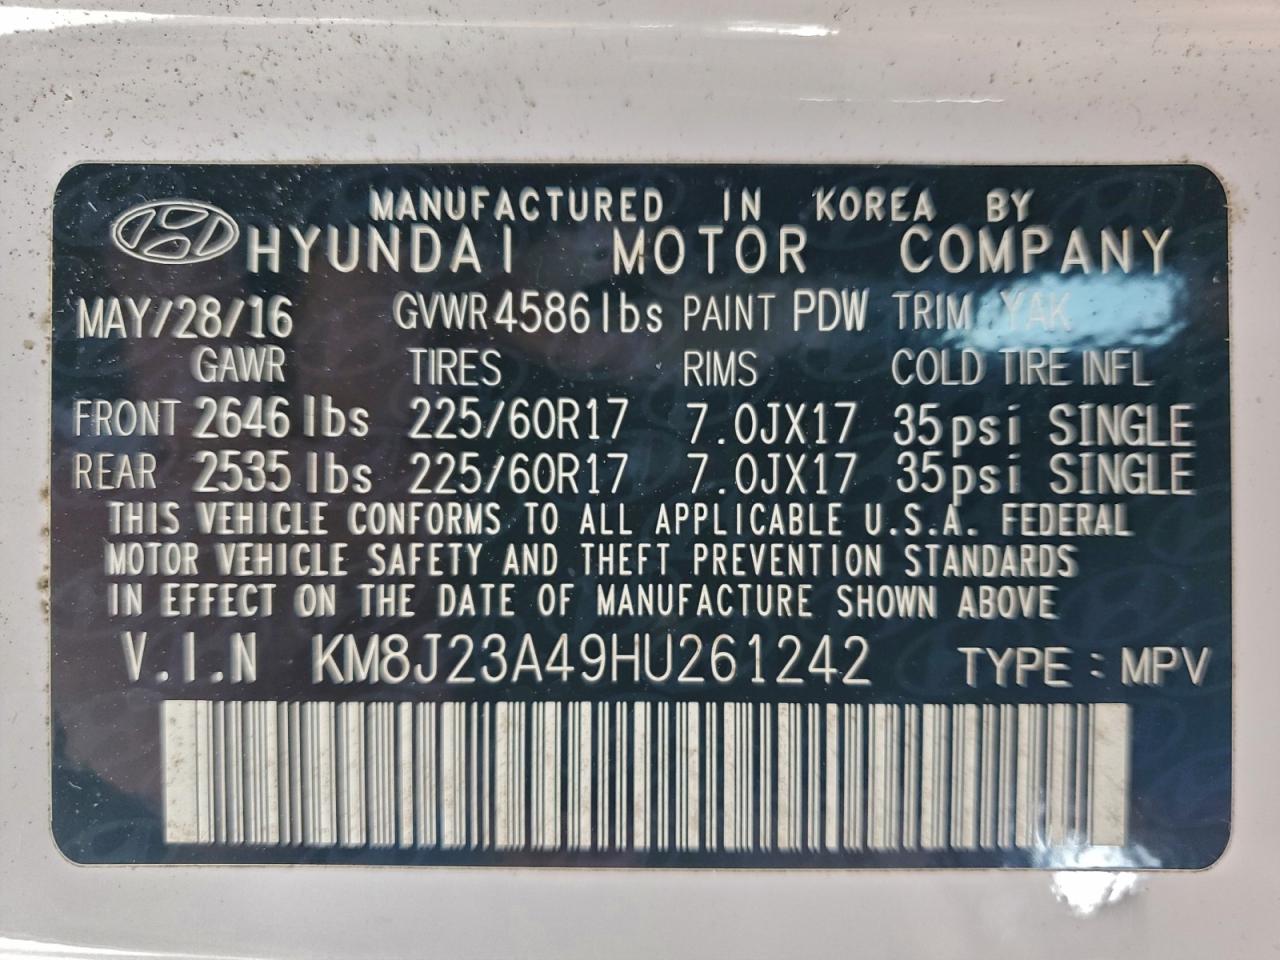 MANUFACTURED IN KOREA BY
HYUNDAI MOTOR COMPANY
MAY/28/16 GVWR 4586lbs PAINT PDW TRIM YAK
GAWR TIRES RIMS COLD TIRE INFL
FRONT 2646 lbs 225/60R17 7.0JX17 35psi SINGLE
REAR 2535 lbs 225/60R17 7.0JX17 35psi SINGLE
THIS VEHICLE CONFORMS TO ALL APPLICABLE U.S.A. FEDERAL
MOTOR VEHICLE SAFETY AND THEFT PREVENTION STANDARDS
IN EFFECT ON THE DATE OF MANUFACTURE SHOWN ABOVE
V.I.N KM8J23A49HU261242 TYPE : MPV